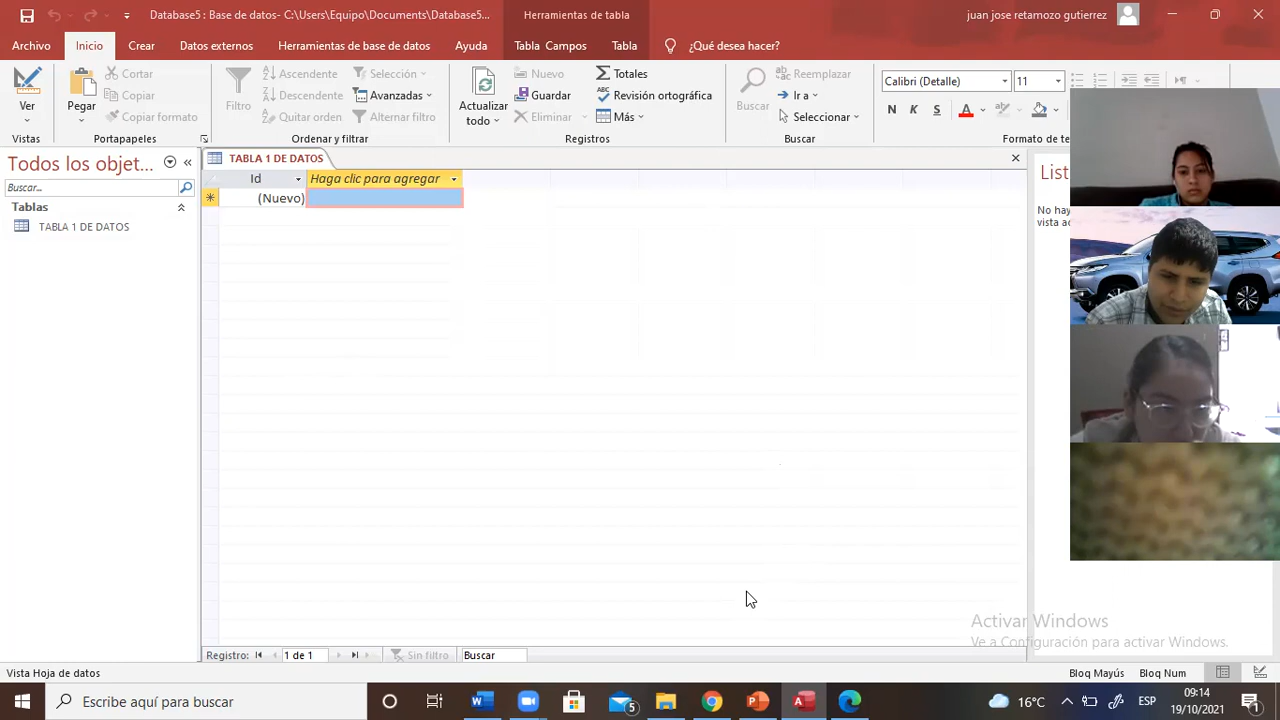 Database5 : Base de datos- C:\Users\Equipo\Documents\Database5...
Herramientas de tabla
juan jose retamozo gutierrez
Archivo Inicio Crear Datos externos Herramientas de base de datos Ayuda Tabla Campos Tabla ¿Qué desea hacer?
Ver
Vistas
Pegar
Cortar
Copiar
Copiar formato
Portapapeles
Filtro
Ascendente
Descendente
Quitar orden
Selección
Avanzadas
Alternar filtro
Ordenar y filtrar
Actualizar
todo
Nuevo
Guardar
Eliminar
Totales
Revisión ortográfica
Más
Registros
Buscar
Reemplazar
Ir a
Seleccionar
Buscar
Calibri (Detalle) 11
N K S A
Formato de te
Todos los objet...
Buscar...
Tablas
TABLA 1 DE DATOS
TABLA 1 DE DATOS
Id Haga clic para agregar
(Nuevo)
List
No hay
vista a
Activar Windows
Ve a Configuración para activar Windows.
Registro: 1 de 1 Sin filtro Buscar
Vista Hoja de datos
Bloq Mayús Bloq Num
Escribe aquí para buscar
5
16°C
ESP
09:14
19/10/2021
1